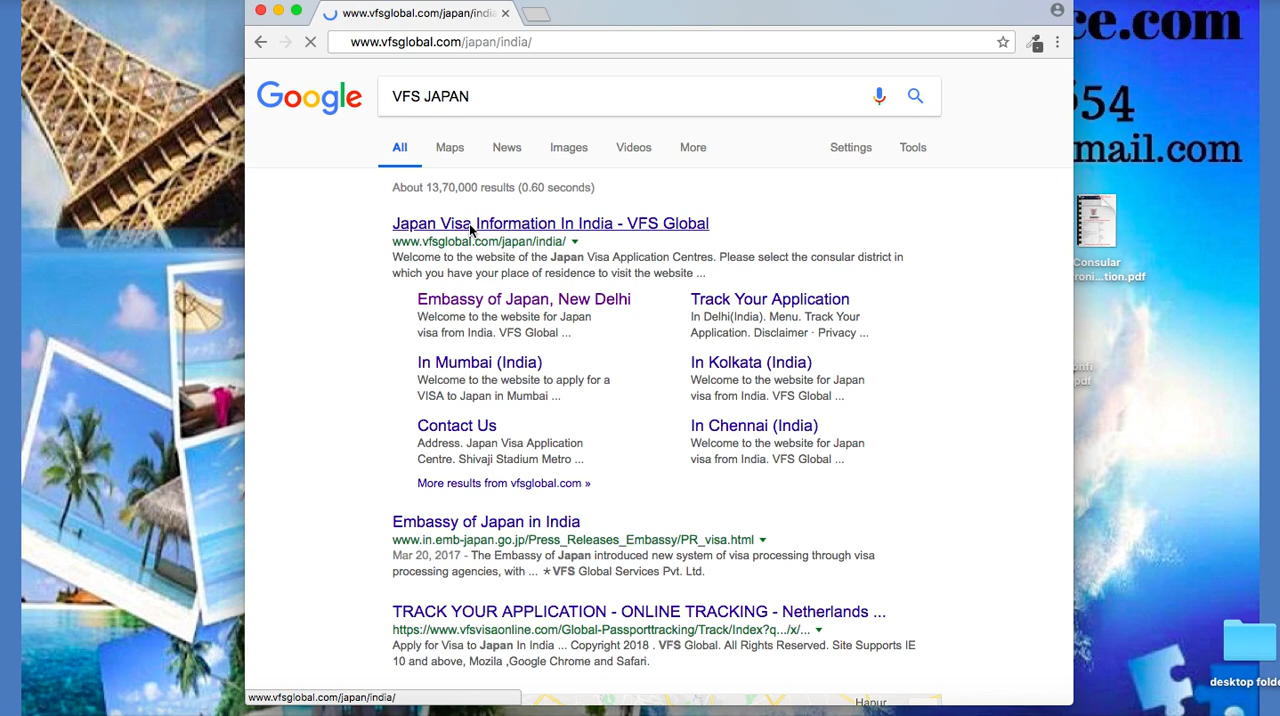 www.vfsglobal.com/japan/india
www.vfsglobal.com/japan/india/
ce.com
Google
VFS JAPAN
54
mail.com
All Maps News Images Videos More Settings Tools
About 13,70,000 results (0.60 seconds)
Japan Visa Information In India - VFS Global
www.vfsglobal.com/japan/india/
Welcome to the website of the Japan Visa Application Centres. Please select the consular district in
which you have your place of residence to visit the website ...
Consular
...tion.pdf
Embassy of Japan, New Delhi
Welcome to the website for Japan
visa from India. VFS Global ...
Track Your Application
In Delhi(India). Menu. Track Your
Application. Disclaimer · Privacy ...
In Mumbai (India)
Welcome to the website to apply for a
VISA to Japan in Mumbai ...
In Kolkata (India)
Welcome to the website for Japan
visa from India. VFS Global ...
pdf
Contact Us
Address. Japan Visa Application
Centre. Shivaji Stadium Metro ...
In Chennai (India)
Welcome to the website for Japan
visa from India. VFS Global ...
More results from vfsglobal.com »
Embassy of Japan in India
www.in.emb-japan.go.jp/Press_Releases_Embassy/PR_visa.html
Mar 20, 2017 - The Embassy of Japan introduced new system of visa processing through visa
processing agencies, with ... ∗VFS Global Services Pvt. Ltd.
TRACK YOUR APPLICATION - ONLINE TRACKING - Netherlands ...
https://www.vfsvisaonline.com/Global-Passporttracking/Track/Index?q.../x/...
Apply for Visa to Japan In India ... Copyright 2018 . VFS Global. All Rights Reserved. Site Supports IE
10 and above, Mozila ,Google Chrome and Safari.
desktop folde
www.vfsglobal.com/japan/india/
Hapur